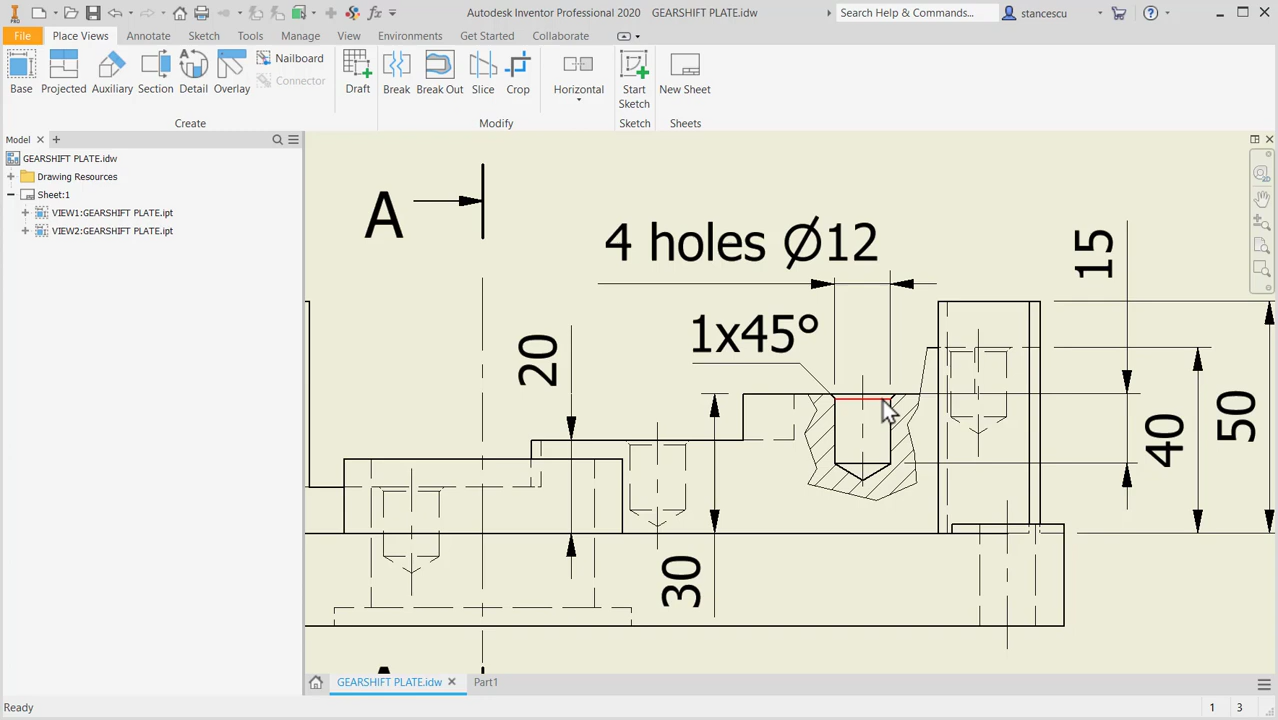 PRO
Autodesk Inventor Professional 2020 GEARSHIFT PLATE.idw
Search Help & Commands...
stancescu
File Place Views Annotate Sketch Tools Manage View Environments Get Started Collaborate
Base Projected Auxiliary Section Detail Overlay
Nailboard
Connector
Draft Break Break Out Slice Crop Horizontal
Start
Sketch
New Sheet
Create Modify Sketch Sheets
Model
GEARSHIFT PLATE.idw
Drawing Resources
Sheet:1
VIEW1:GEARSHIFT PLATE.ipt
VIEW2:GEARSHIFT PLATE.ipt
A
4 holes Ø12
15
1x45°
20
40
50
30
GEARSHIFT PLATE.idw
Part1
Ready
1 3